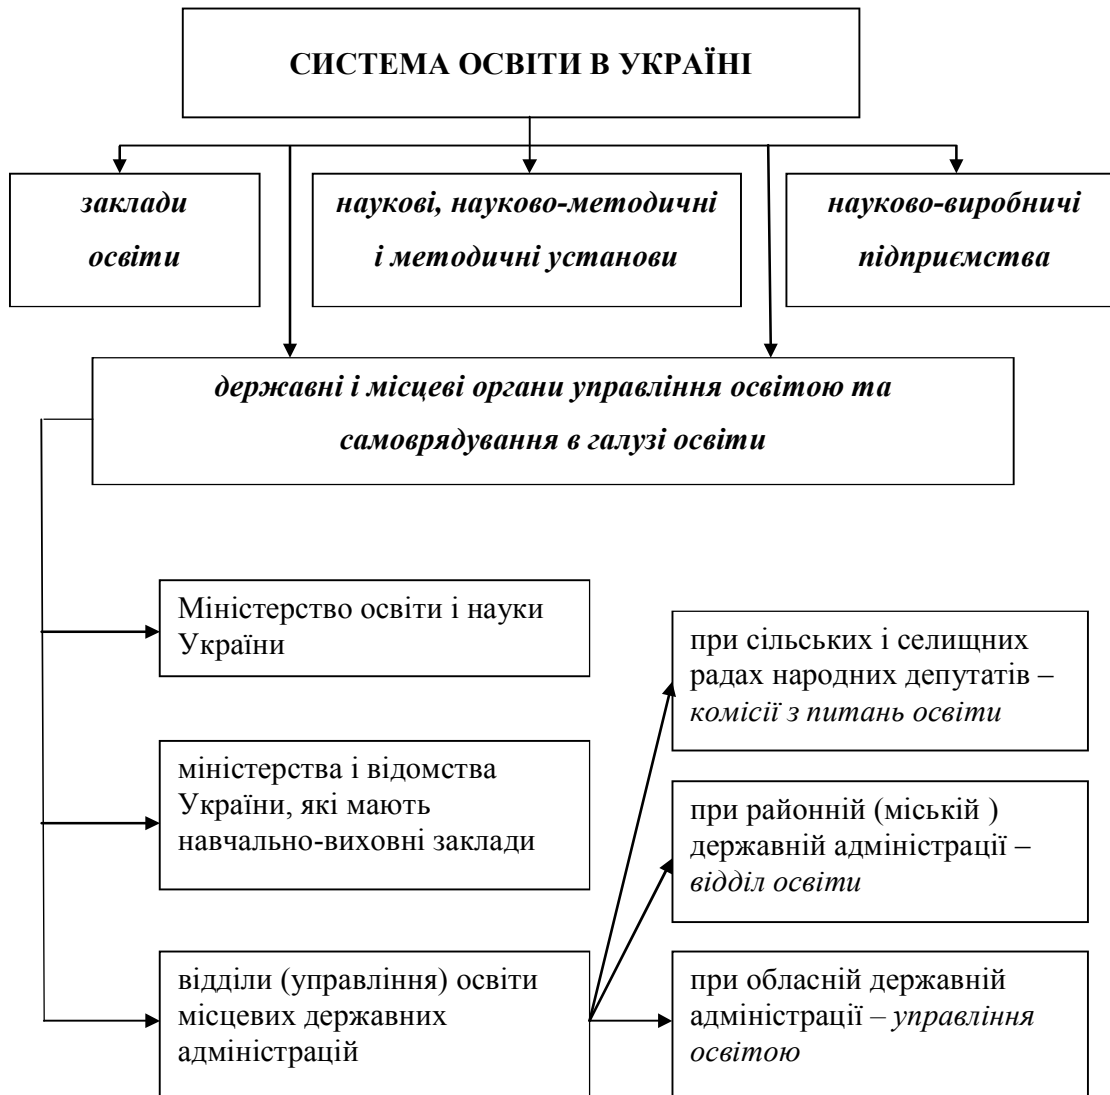 СИСТЕМА ОСВІТИ В УКРАЇНІ
заклади
освіти
наукові, науково-методичні
і методичні установи
науково-виробничі
підприємства
державні і місцеві органи управління освітою та
самоврядування в галузі освіти
Міністерство освіти і науки
України
міністерства і відомства
України, які мають
навчально-виховні заклади
відділи (управління) освіти
місцевих державних
адміністрацій
при сільських і селищних
радах народних депутатів –
комісії з питань освіти
при районній (міській )
державній адміністрації –
відділ освіти
при обласній державній
адміністрації – управління
освітою